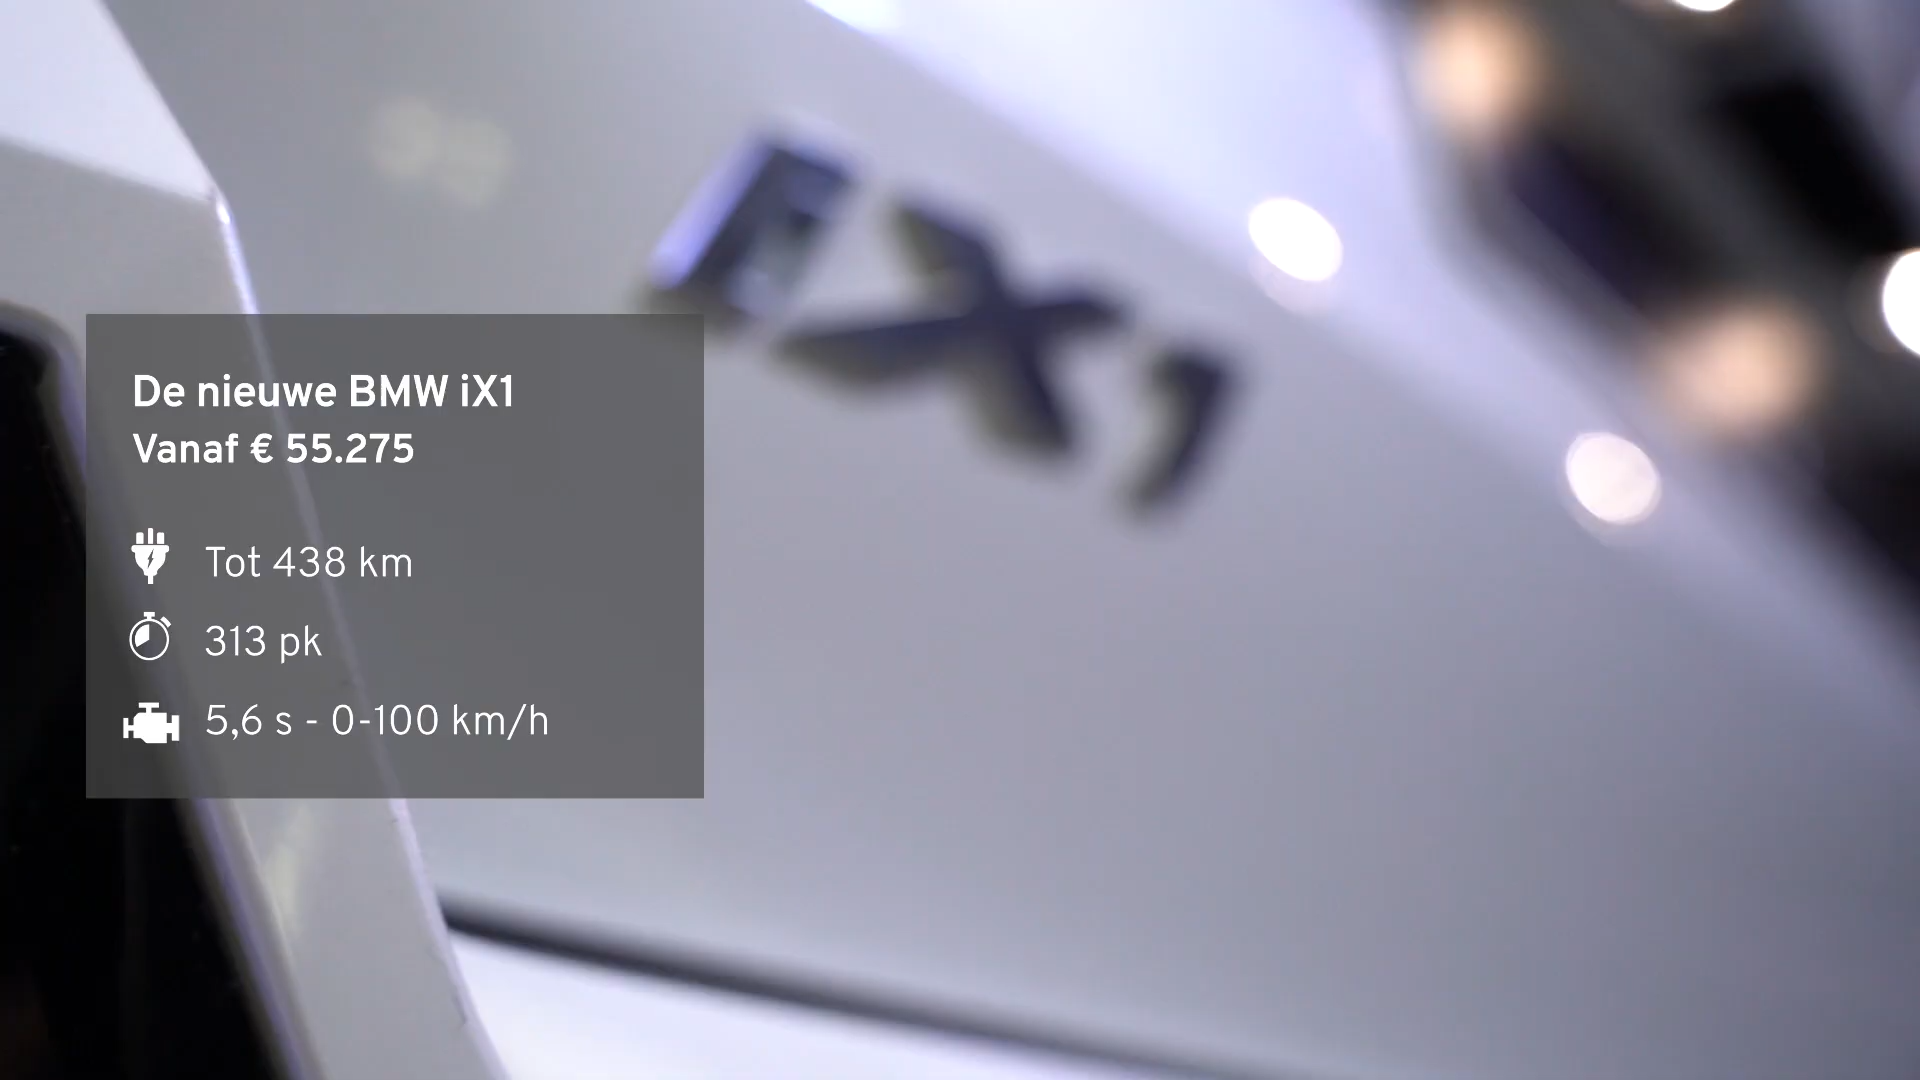 iX1
De nieuwe BMW iX1
Vanaf € 55.275
Tot 438 km
313 pk
5,6 s - 0-100 km/h